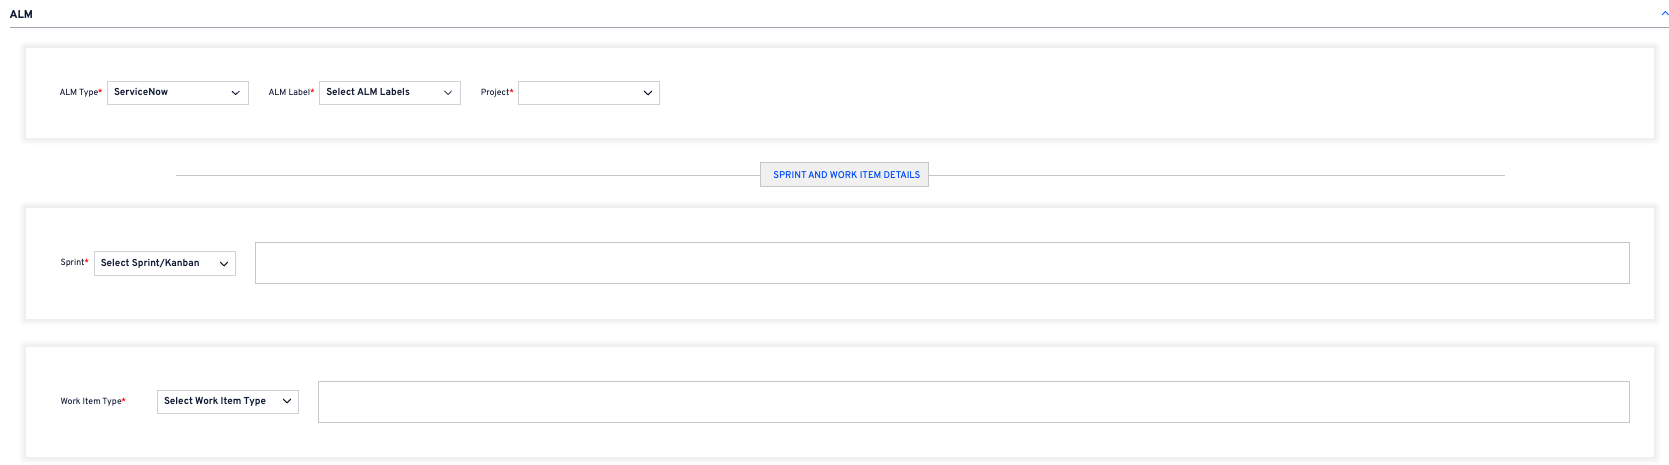 ALM
ALM Type* ServiceNow ALM Label* Select ALM Labels Project*
SPRINT AND WORK ITEM DETAILS
Sprint* Select Sprint/Kanban
Work Item Type* Select Work Item Type